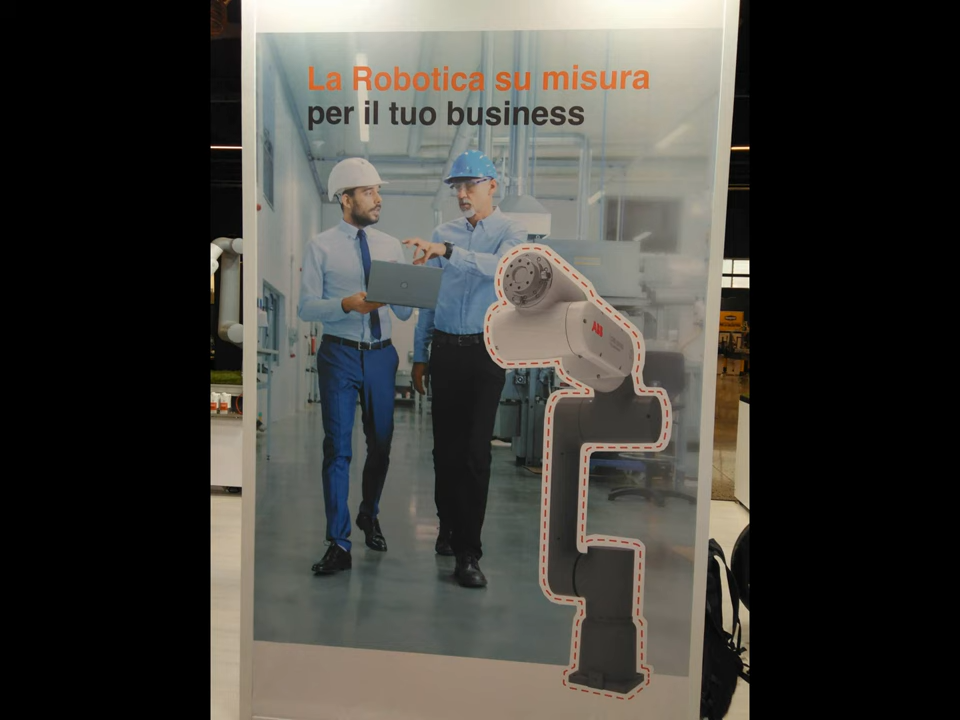 La Robotica su misura
per il tuo business
ABB